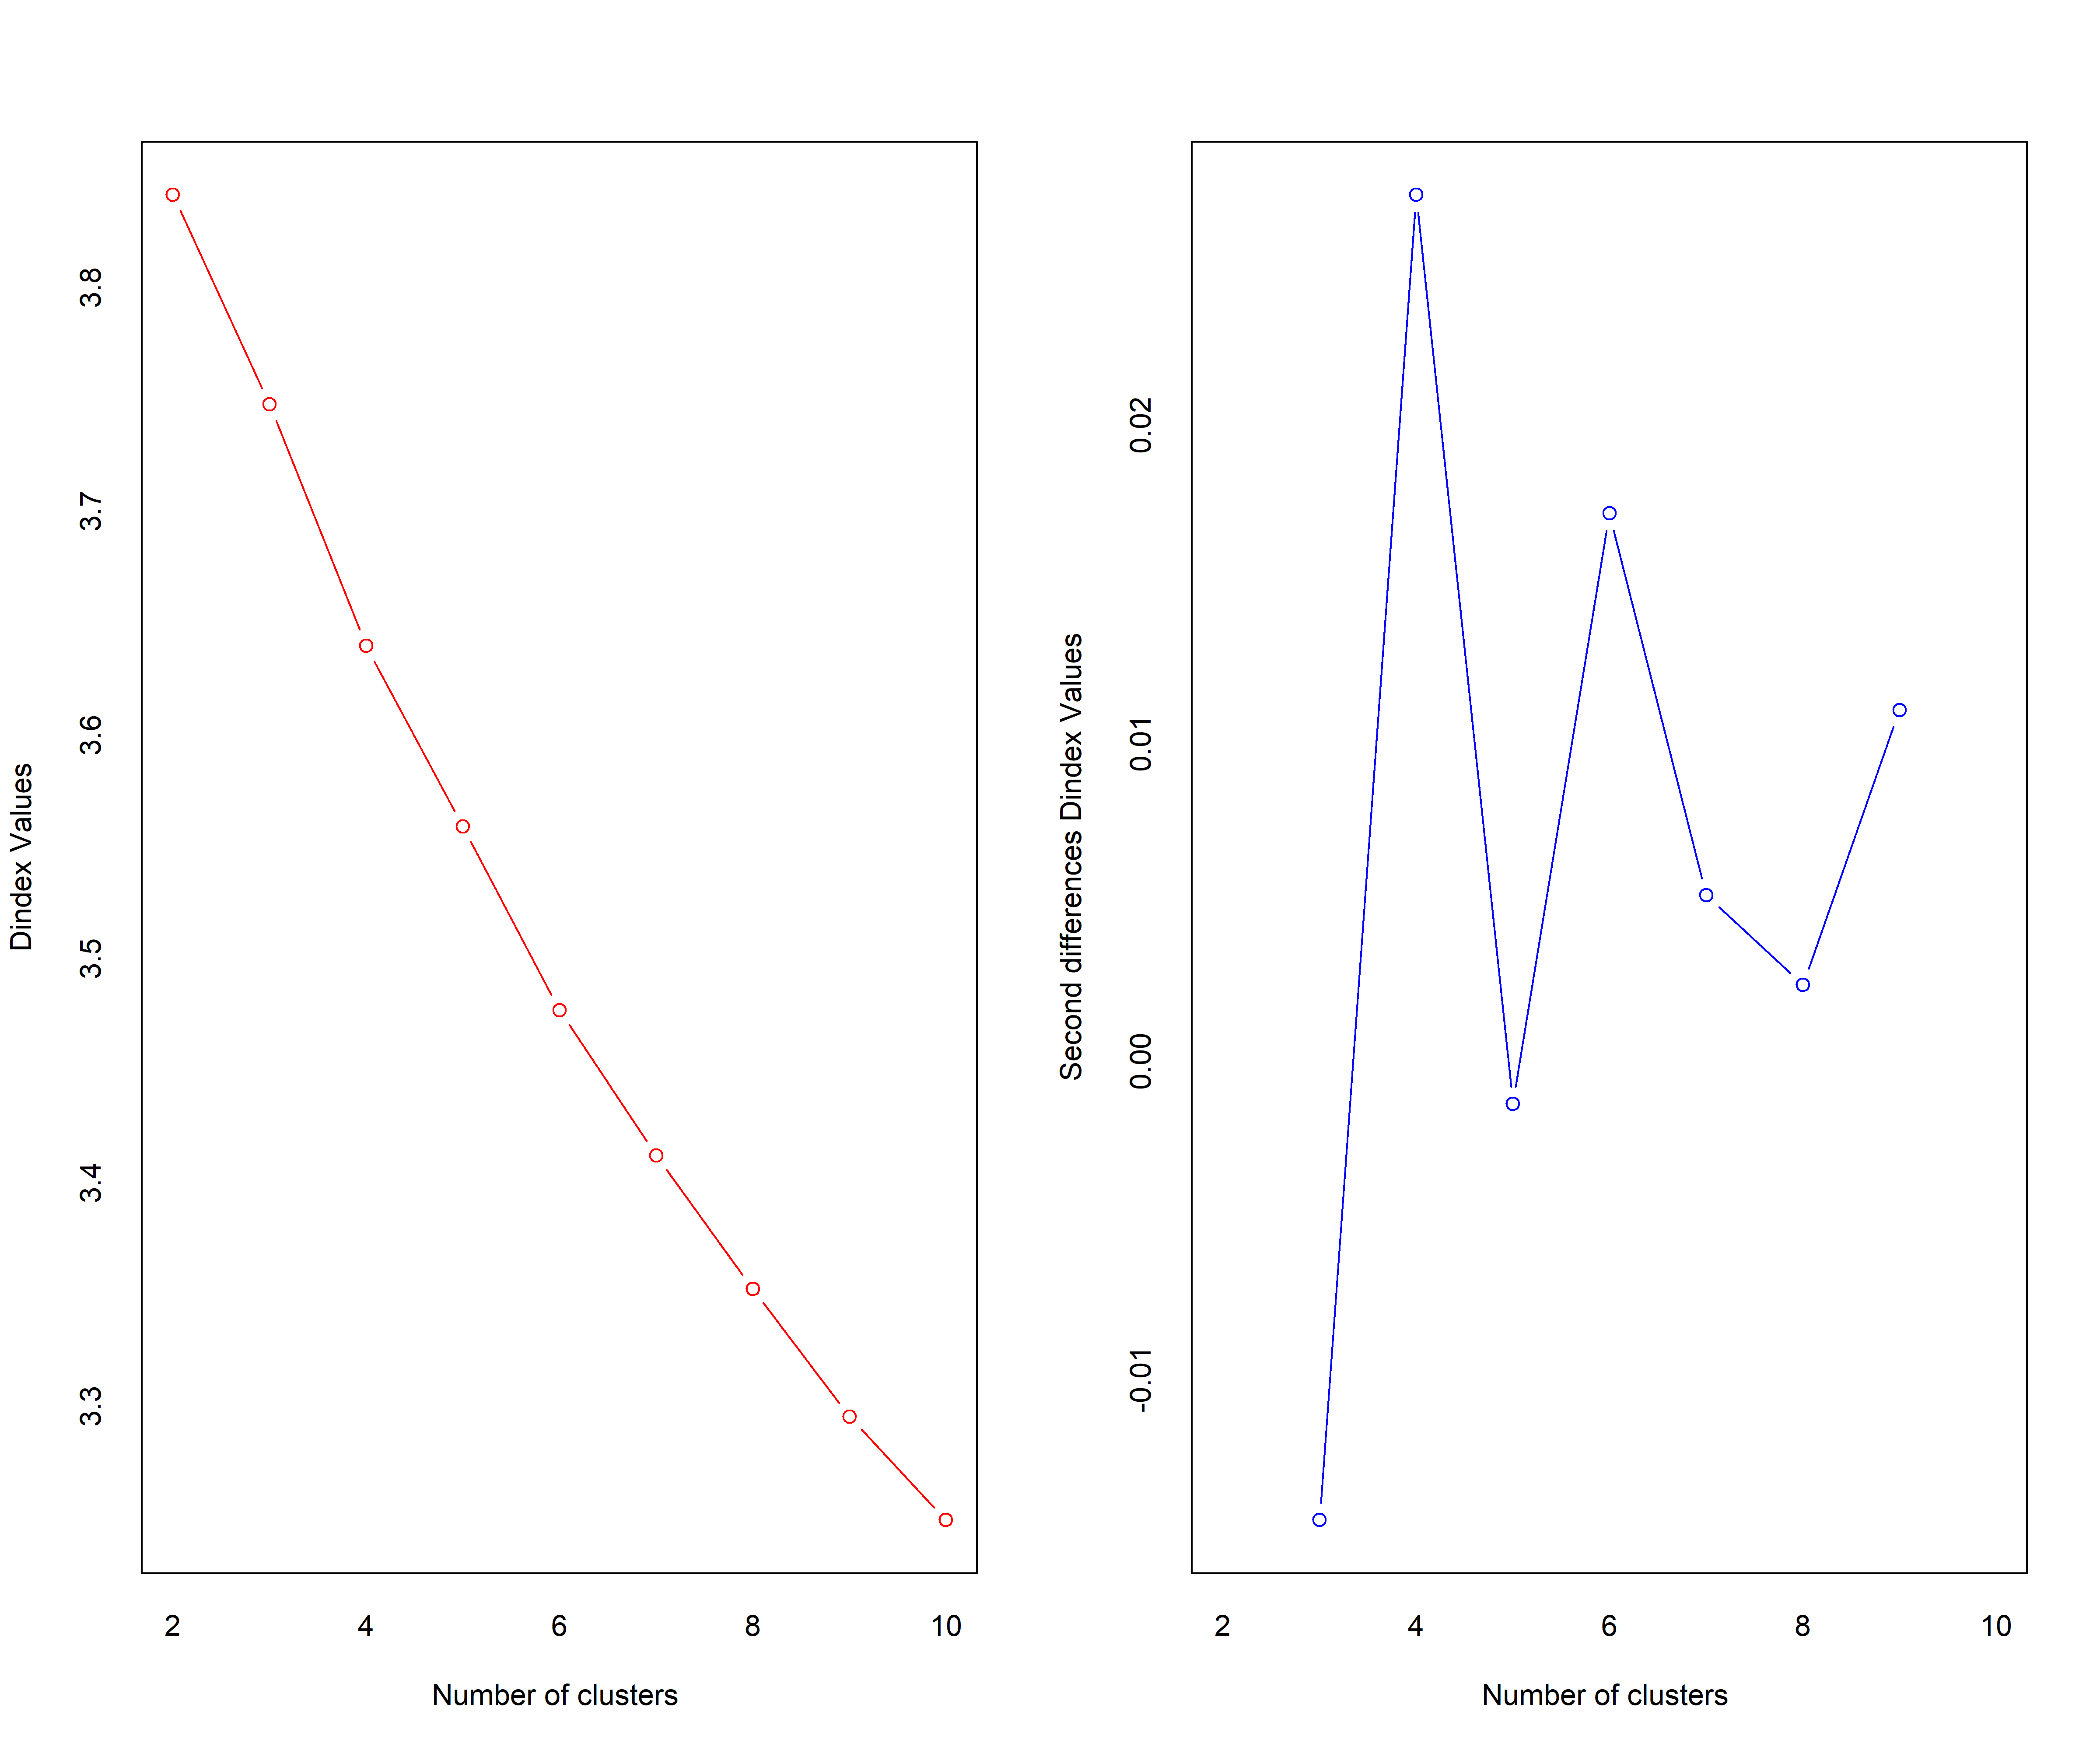 Dindex Values
3.8
3.7
3.6
3.5
3.4
3.3
2 4 6 8 10
Number of clusters
Second differences Dindex Values
0.02
0.01
0.00
-0.01
2 4 6 8 10
Number of clusters